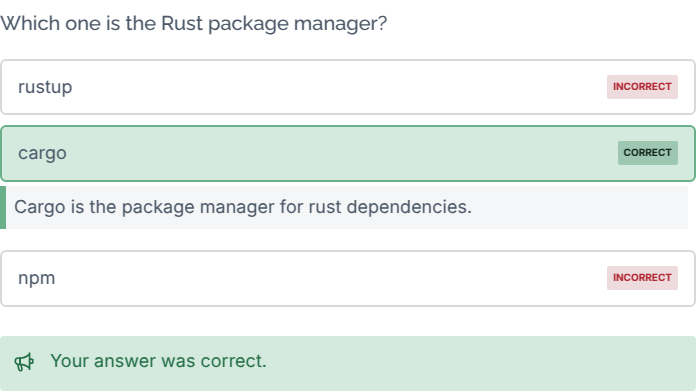 Which one is the Rust package manager?
rustup INCORRECT
cargo CORRECT
Cargo is the package manager for rust dependencies.
npm INCORRECT
Your answer was correct.